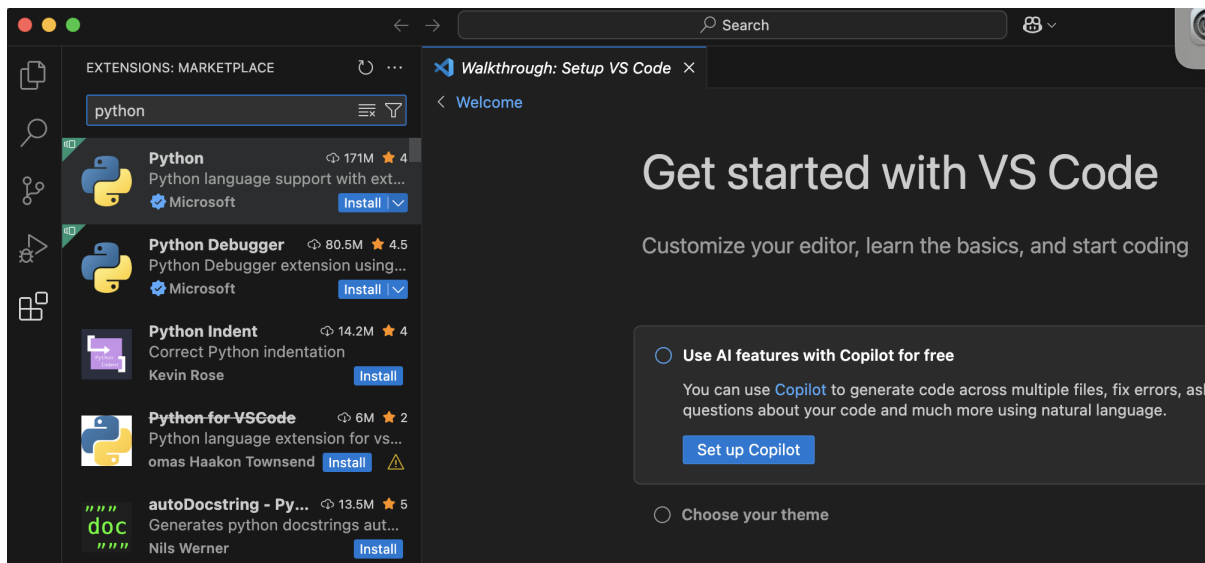 Search
EXTENSIONS: MARKETPLACE
python
Python 171M 4
Python language support with ext...
Microsoft Install
Python Debugger 80.5M 4.5
Python Debugger extension using...
Microsoft Install
Python Indent 14.2M 4
Correct Python indentation
Kevin Rose Install
Python for VSCode 6M 2
Python language extension for vs...
omas Haakon Townsend Install
""" doc """
autoDocstring - Py... 13.5M 5
Generates python docstrings aut...
Nils Werner Install
Walkthrough: Setup VS Code
Welcome
Get started with VS Code
Customize your editor, learn the basics, and start coding
Use AI features with Copilot for free
You can use Copilot to generate code across multiple files, fix errors, as
questions about your code and much more using natural language.
Set up Copilot
Choose your theme